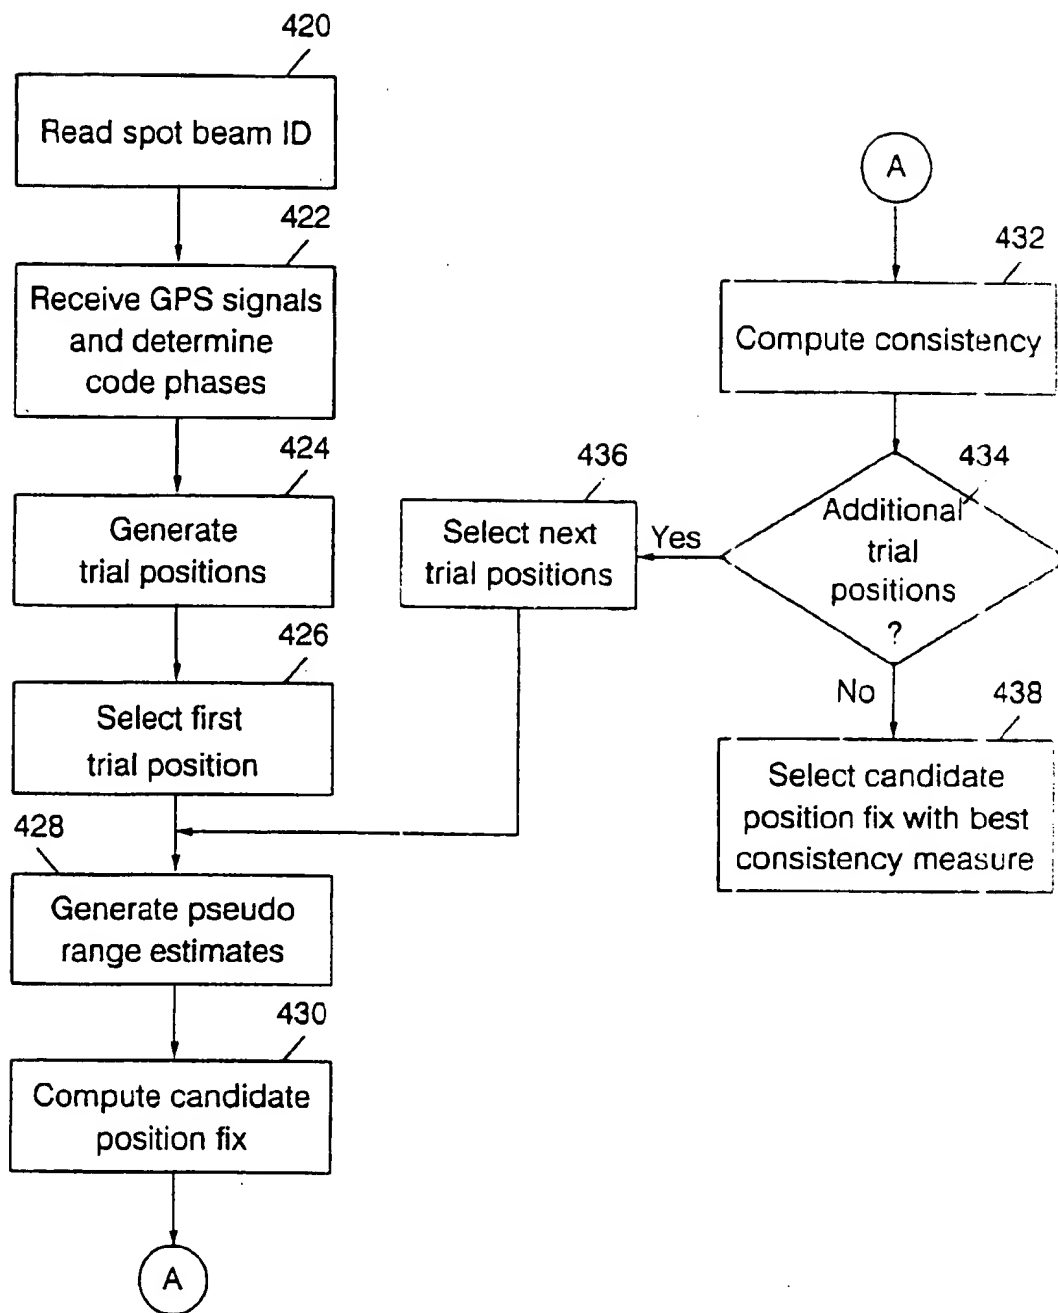 420
Read spot beam ID
422
Receive GPS signals
and determine
code phases
424
Generate
trial positions
426
Select first
trial position
428
Generate pseudo
range estimates
430
Compute candidate
position fix
A
A
432
Compute consistency
434
Additional
trial
positions
?
Yes
436
Select next
trial positions
No
438
Select candidate
position fix with best
consistency measure